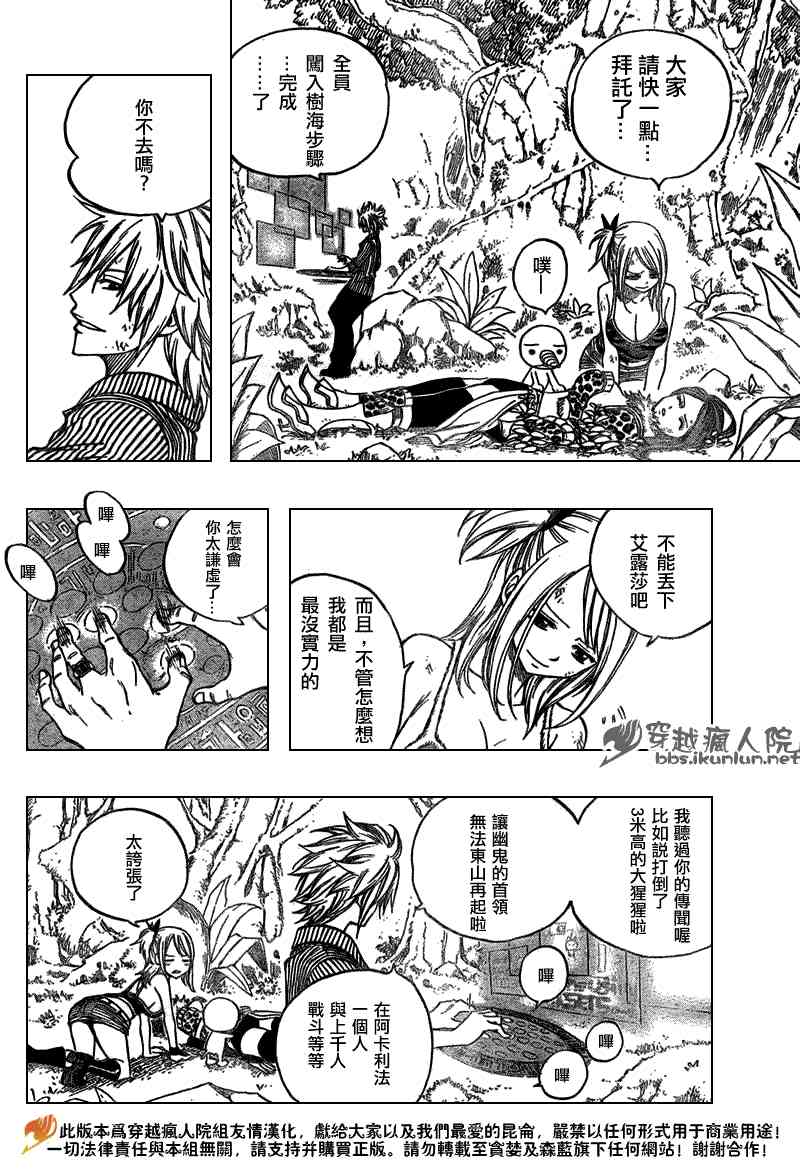 大家
請快一點…
拜託了…
全員
闖入樹海步驟
……完成
……了
噗—
你不去嗎？
不能丟下
艾露莎吧
而且，不管怎麼想
我都是
最沒實力的
怎麼會
你太謙虛了…
嗶
嗶
嗶
我聽過你的傳聞喔
比如説打倒了
3米高的大猩猩啦
讓幽鬼的首領
無法東山再起啦
嗶
嗶
嗶
在阿卡利法
一個人
與上千人
戰斗等等
太誇張了
穿越瘋人院
bbs.ikunlun.net
此版本爲穿越瘋人院組友情漢化，獻給大家以及我們最愛的昆侖，嚴禁以任何形式用于商業用途！
一切法律責任與本組無關，請支持并購買正版。請勿轉載至貪婪及森藍旗下任何網站！謝謝合作！